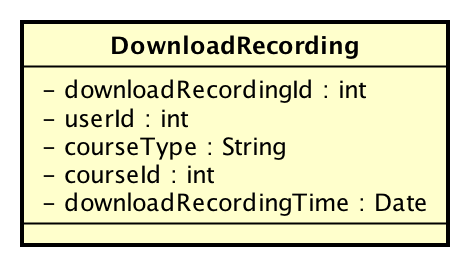 DownloadRecording
- downloadRecordingId : int
- userId : int
- courseType : String
- courseId : int
- downloadRecordingTime : Date